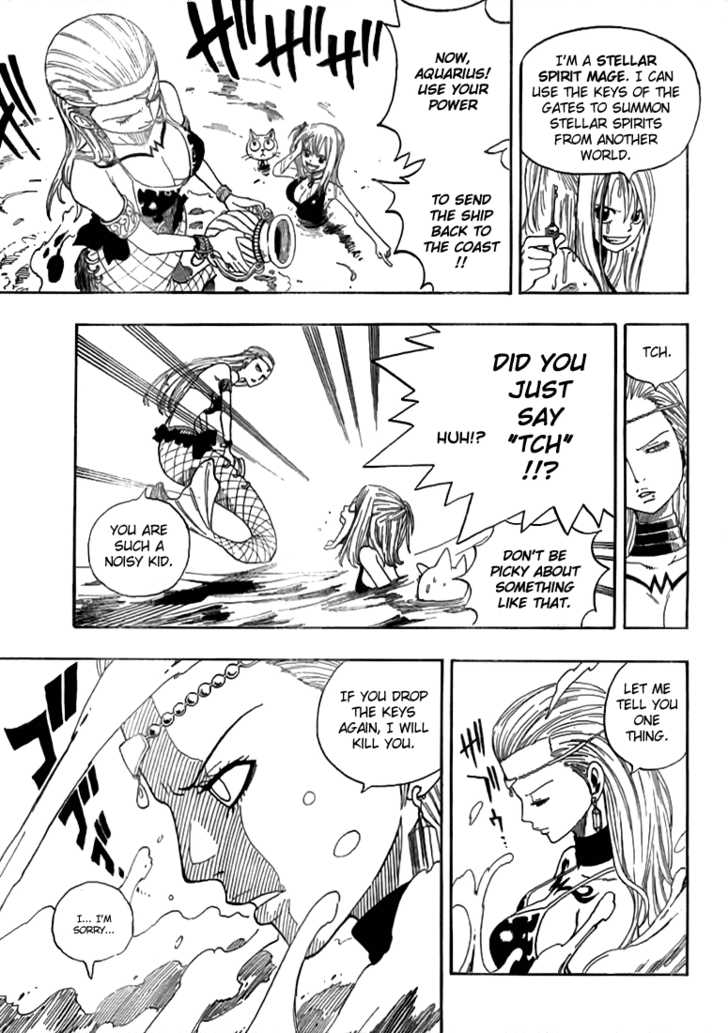 I'M A STELLAR
SPIRIT MAGE. I CAN
USE THE KEYS OF THE
GATES TO SUMMON
STELLAR SPIRITS
FROM ANOTHER
WORLD.
NOW,
AQUARIUS!
USE YOUR
POWER
TO SEND
THE SHIP
BACK TO
THE COAST
!!
TCH.
DID YOU
JUST
SAY
"TCH"
!!?
HUH!?
DON'T BE
PICKY ABOUT
SOMETHING
LIKE THAT.
YOU ARE
SUCH A
NOISY KID.
LET ME
TELL YOU
ONE
THING.
IF YOU DROP
THE KEYS
AGAIN, I WILL
KILL YOU.
I... I'M
SORRY...